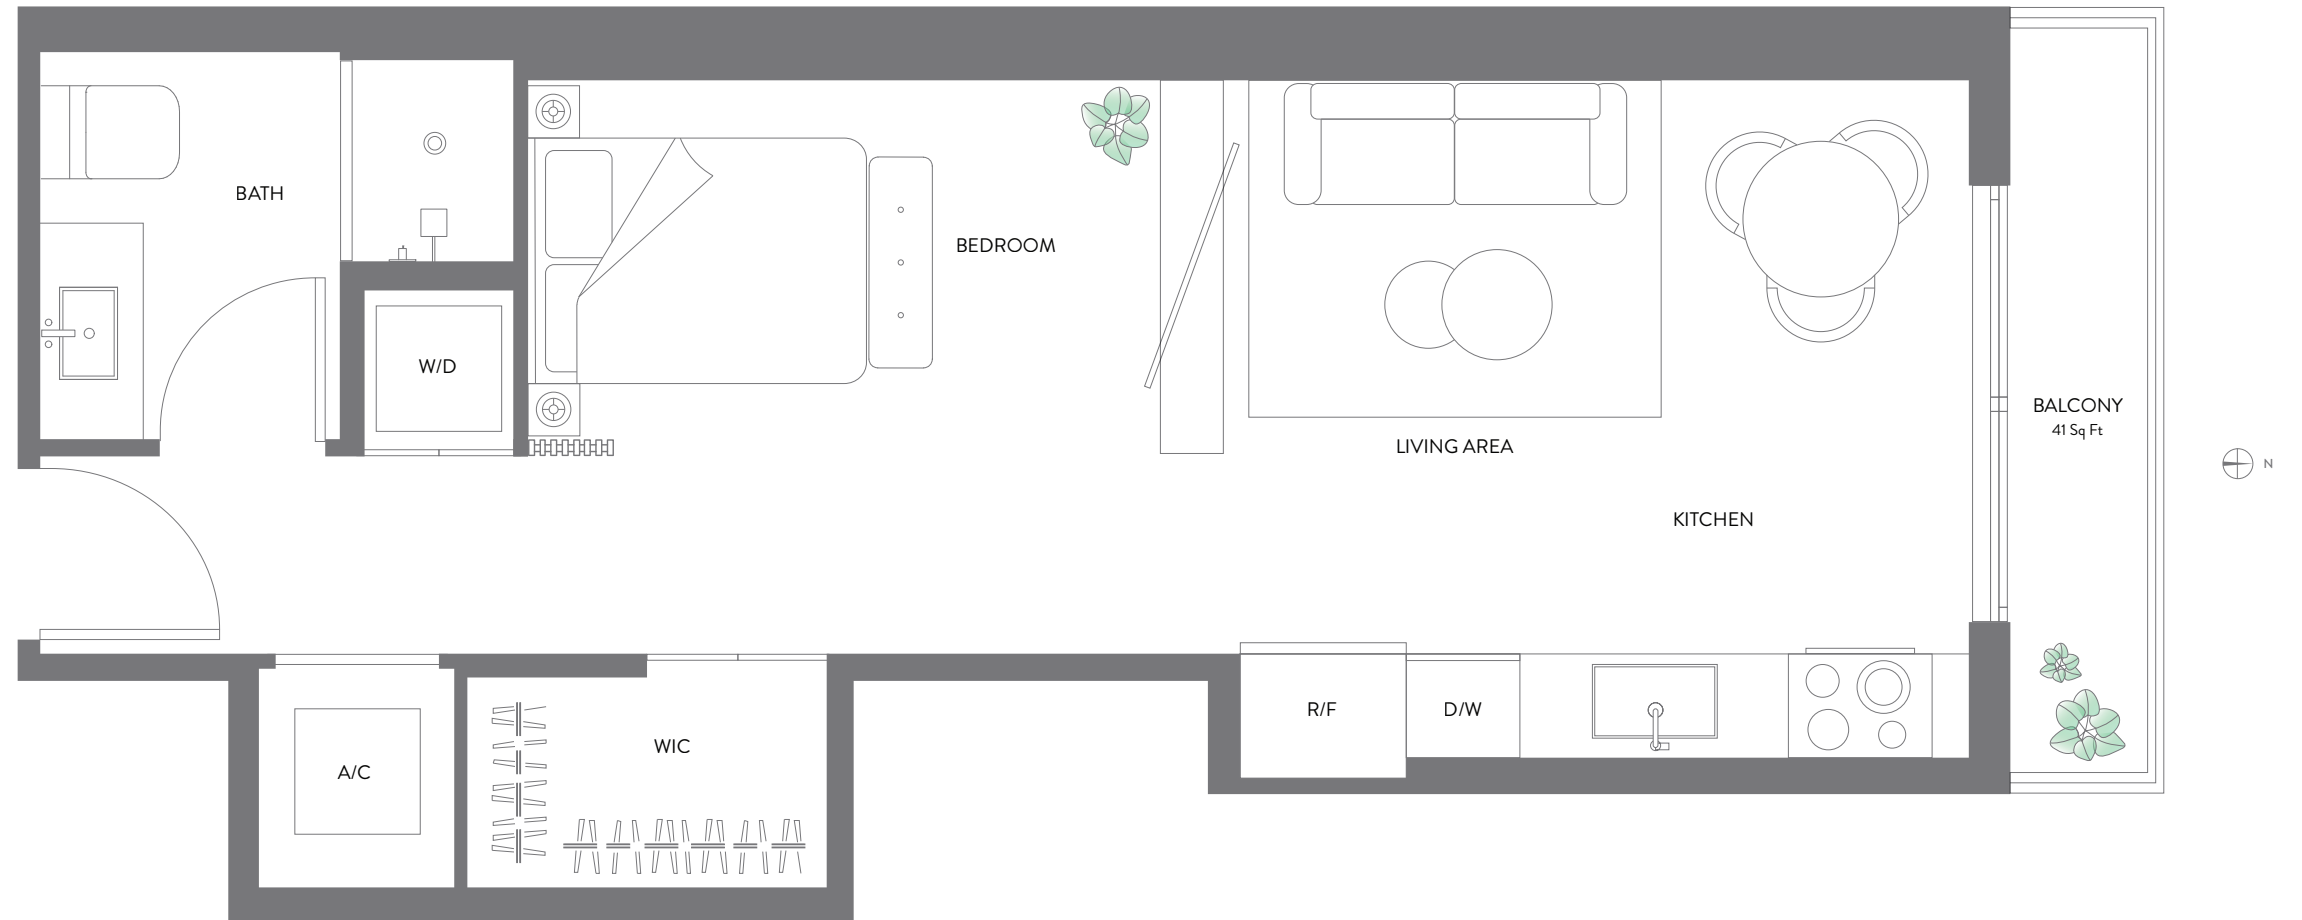 BATH
W/D
BEDROOM
LIVING AREA
KITCHEN
BALCONY
41 Sq Ft
N
R/F
D/W
WIC
A/C